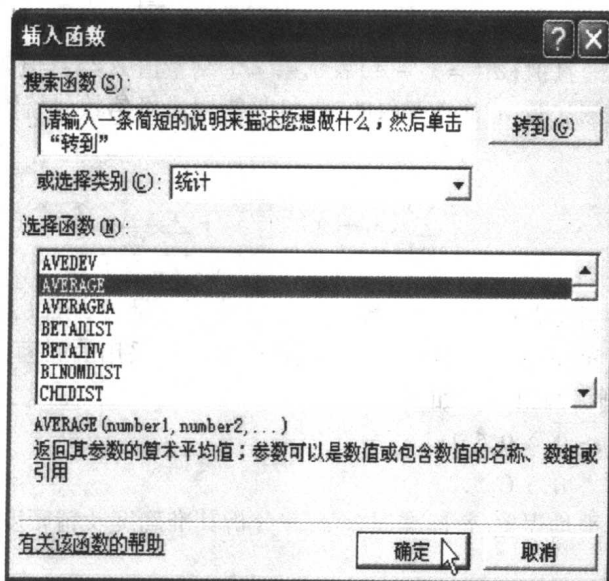 插入函数
搜索函数(S):
请输入一条简短的说明来描述您想做什么，然后单击
“转到”
转到(G)
或选择类别(C): 统计
选择函数(N):
AVEDEV
AVERAGE
AVERAGEA
BETADIST
BETAINV
BINOMDIST
CHIDIST
AVERAGE(number1,number2,...)
返回其参数的算术平均值；参数可以是数值或包含数值的名称、数组或
引用
有关该函数的帮助
确定
取消